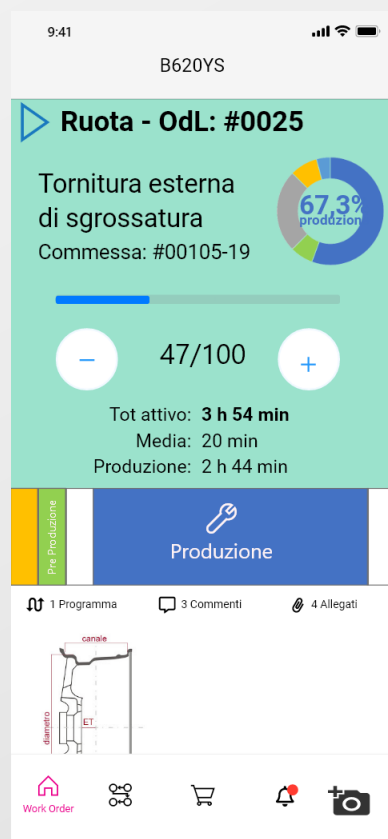 9:41
B620YS
Ruota - OdL: #0025
Tornitura esterna
di sgrossatura
Commessa: #00105-19
67,3%
produzion
47/100
Tot attivo: 3 h 54 min
Media: 20 min
Produzione: 2 h 44 min
Pre Produzione
Produzione
1 Programma
3 Commenti
4 Allegati
canale
diametro
ET
Work Order